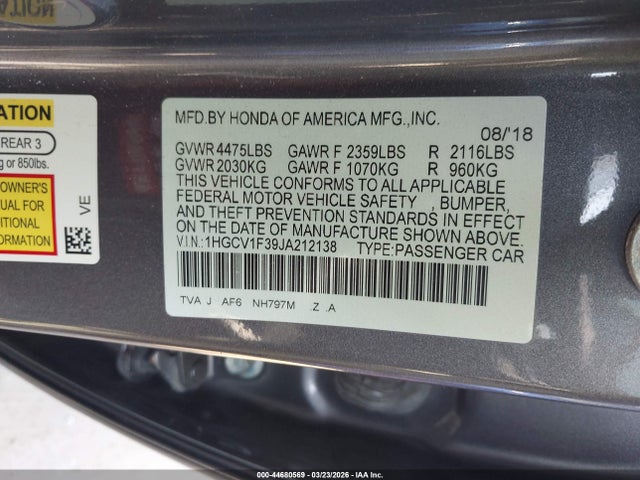 ATION
MFD.BY HONDA OF AMERICA MFG.,INC.
08/'18
GVWR 4475LBS GAWR F 2359LBS R 2116LBS
GVWR 2030KG GAWR F 1070KG R 960KG
THIS VEHICLE CONFORMS TO ALL APPLICABLE
FEDERAL MOTOR VEHICLE SAFETY , BUMPER,
AND THEFT PREVENTION STANDARDS IN EFFECT
ON THE DATE OF MANUFACTURE SHOWN ABOVE.
V.I.N.:1HGCV1F39JA212138 TYPE:PASSENGER CAR
TVA J AF6 NH797M .Z .A
ATION
REAR 3
g or 850lbs.
OWNER'S
UAL FOR
ITIONAL
FORMATION
VE
000-44680569 - 03/23/2026 - IAA Inc.